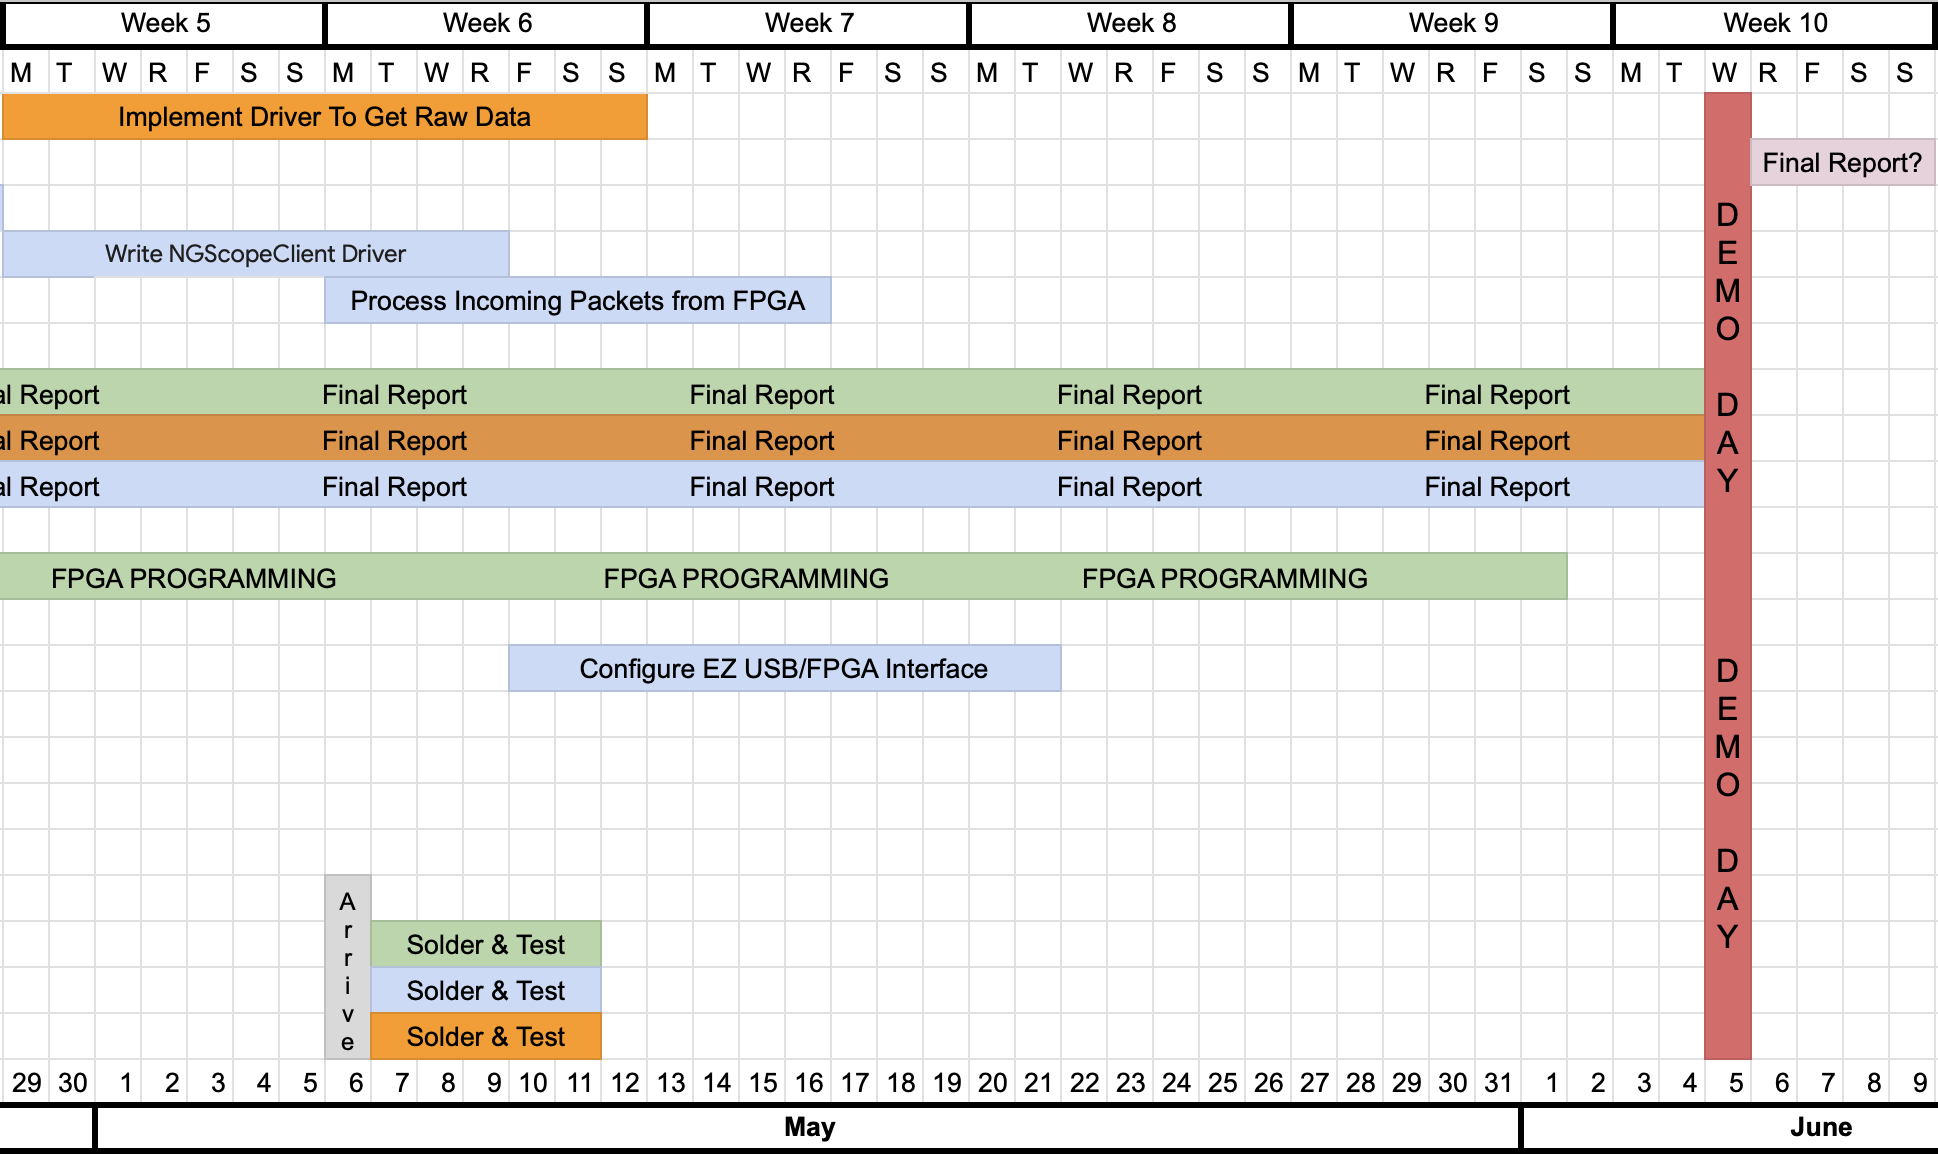 Week 5 Week 6 Week 7 Week 8 Week 9 Week 10
M T W R F S S M T W R F S S M T W R F S S M T W R F S S M T W R F S S M T W R F S S
Implement Driver To Get Raw Data
Final Report?
Write NGScopeClient Driver
Process Incoming Packets from FPGA
al Report Final Report Final Report Final Report Final Report
al Report Final Report Final Report Final Report Final Report
al Report Final Report Final Report Final Report Final Report
DEMO DAY
FPGA PROGRAMMING FPGA PROGRAMMING FPGA PROGRAMMING
Configure EZ USB/FPGA Interface
DEMO DAY
Arrive
Solder & Test
Solder & Test
Solder & Test
29 30 1 2 3 4 5 6 7 8 9 10 11 12 13 14 15 16 17 18 19 20 21 22 23 24 25 26 27 28 29 30 31 1 2 3 4 5 6 7 8 9
May June